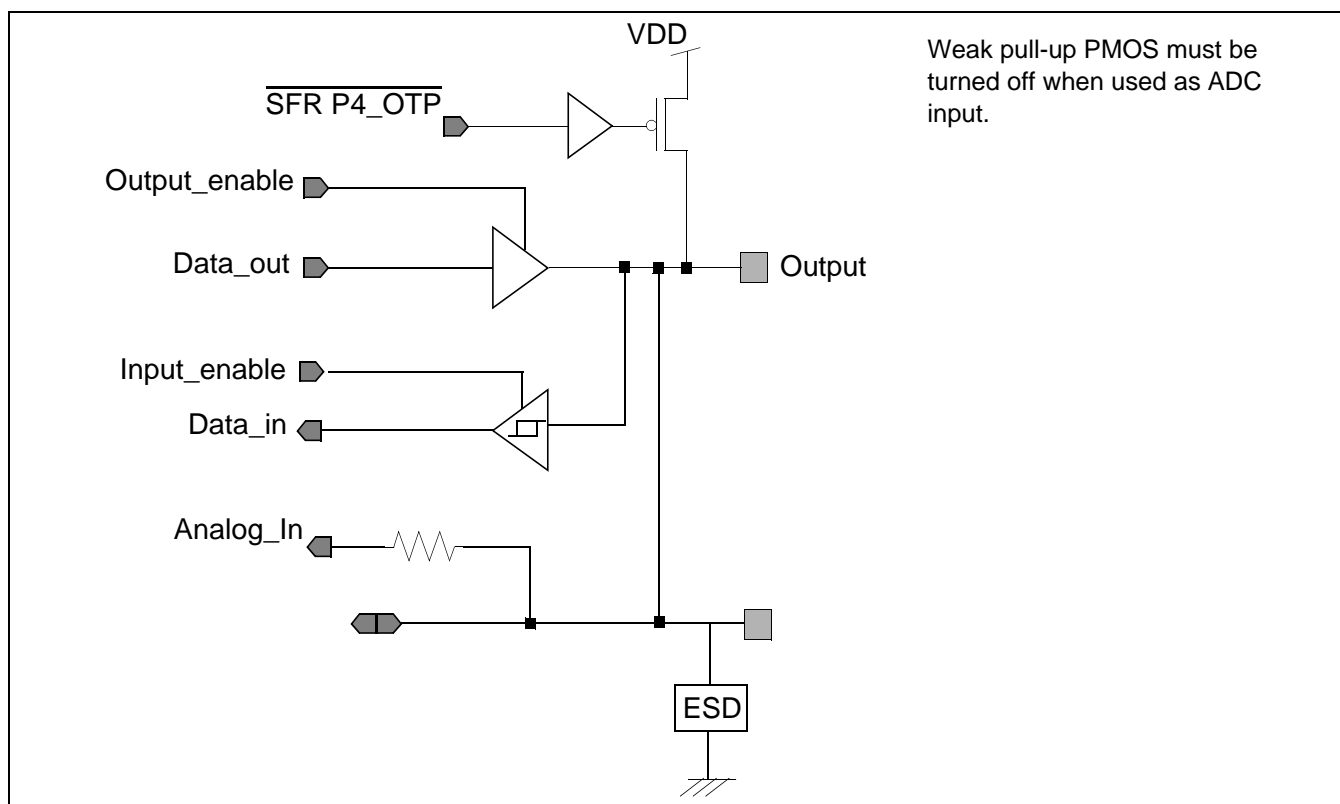 VDD
Weak pull-up PMOS must be
turned off when used as ADC
input.
SFR P4_OTP
Output_enable
Data_out
Output
Input_enable
Data_in
Analog_In
ESD